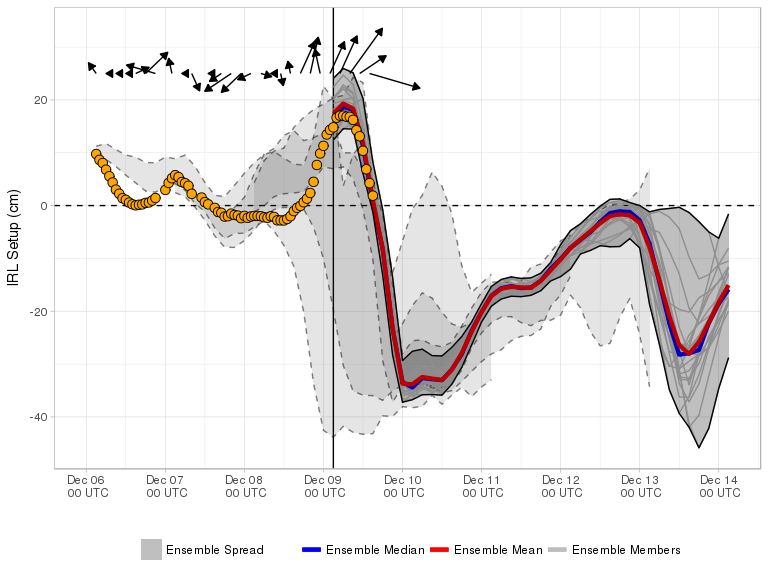 IRL Setup (cm)
20
0
-20
-40
Dec 06 Dec 07 Dec 08 Dec 09 Dec 10 Dec 11 Dec 12 Dec 13 Dec 14
00 UTC 00 UTC 00 UTC 00 UTC 00 UTC 00 UTC 00 UTC 00 UTC 00 UTC
Ensemble Spread Ensemble Median Ensemble Mean Ensemble Members